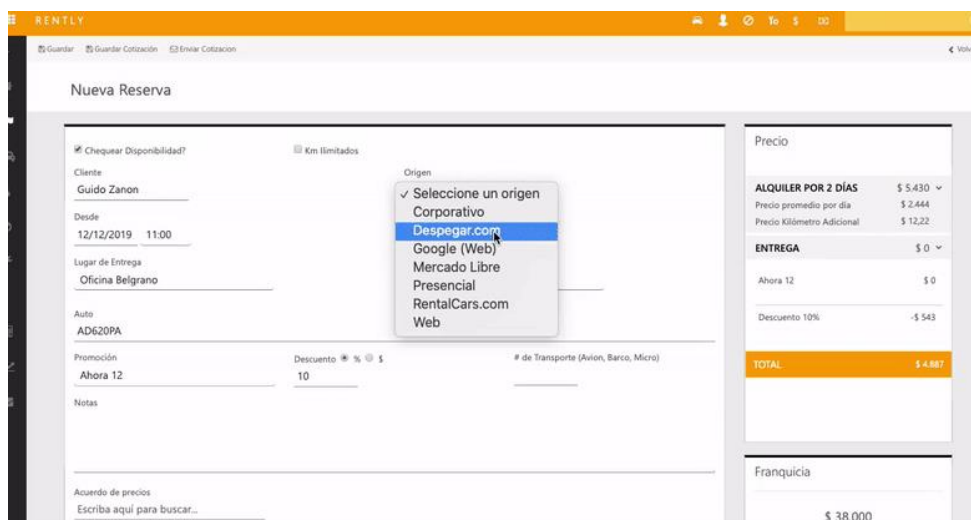 RENTLY
Yo $
Guardar Guardar Cotización Enviar Cotizacion
Nueva Reserva
Chequear Disponibilidad? Km Ilimitados
Cliente
Guido Zanon
Origen
✓ Seleccione un origen
Corporativo
Despegar.com
Google (Web)
Mercado Libre
Presencial
RentalCars.com
Web
Desde
12/12/2019 11:00
Lugar de Entrega
Oficina Belgrano
Auto
AD620PA
Promoción
Ahora 12
Descuento % $
10
# de Transporte (Avion, Barco, Micro)
Notas
Acuerdo de precios
Escriba aquí para buscar...
Precio
ALQUILER POR 2 DÍAS $ 5.430
Precio promedio por día $ 2.444
Precio Kilómetro Adicional $ 12,22
ENTREGA $ 0
Ahora 12 $ 0
Descuento 10% -$ 543
TOTAL $ 4.887
Franquicia
$ 38.000